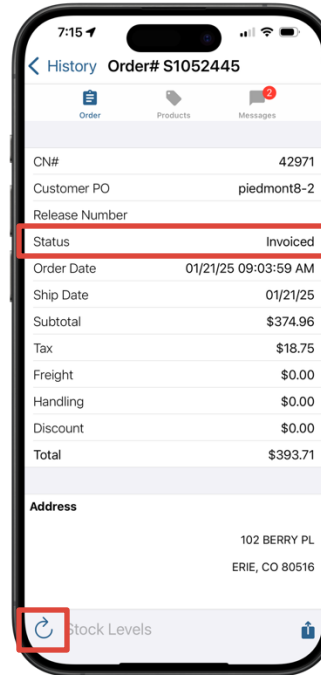 7:15
History Order# S1052445
2
Order Products Messages
CN# 42971
Customer PO piedmont8-2
Release Number
Status Invoiced
Order Date 01/21/25 09:03:59 AM
Ship Date 01/21/25
Subtotal $374.96
Tax $18.75
Freight $0.00
Handling $0.00
Discount $0.00
Total $393.71
Address
102 BERRY PL
ERIE, CO 80516
Stock Levels